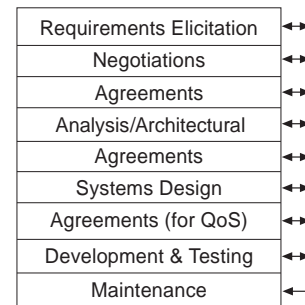 Requirements Elicitation
Negotiations
Agreements
Analysis/Architectural
Agreements
Systems Design
Agreements (for QoS)
Development & Testing
Maintenance